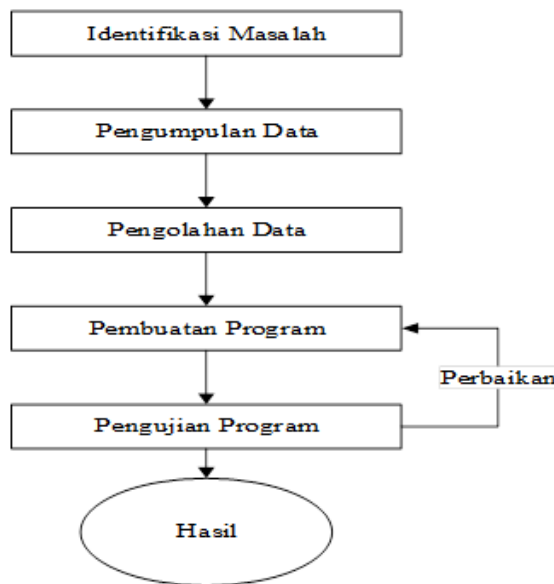 Identifikasi Masalah
Pengumpulan Data
Pengolahan Data
Pembuatan Program
Perbaikan
Pengujian Program
Hasil